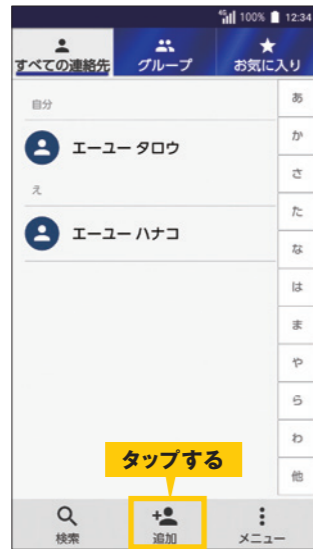 4G 100% 12:34
すべての連絡先 グループ お気に入り
自分
エーユー タロウ
え
エーユー ハナコ
あ
か
さ
た
な
は
ま
や
ら
わ
他
タップする
検索 追加 メニュー